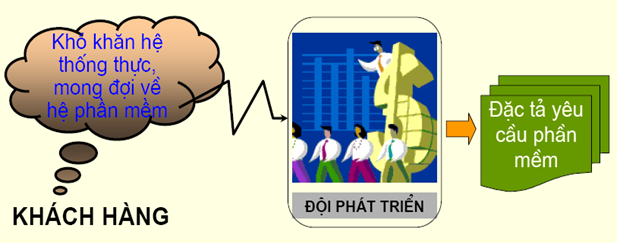 Khó khăn hệ
thống thực,
mong đợi về
hệ phần mềm
KHÁCH HÀNG
ĐỘI PHÁT TRIỂN
Đặc tả yêu
cầu phần
mềm